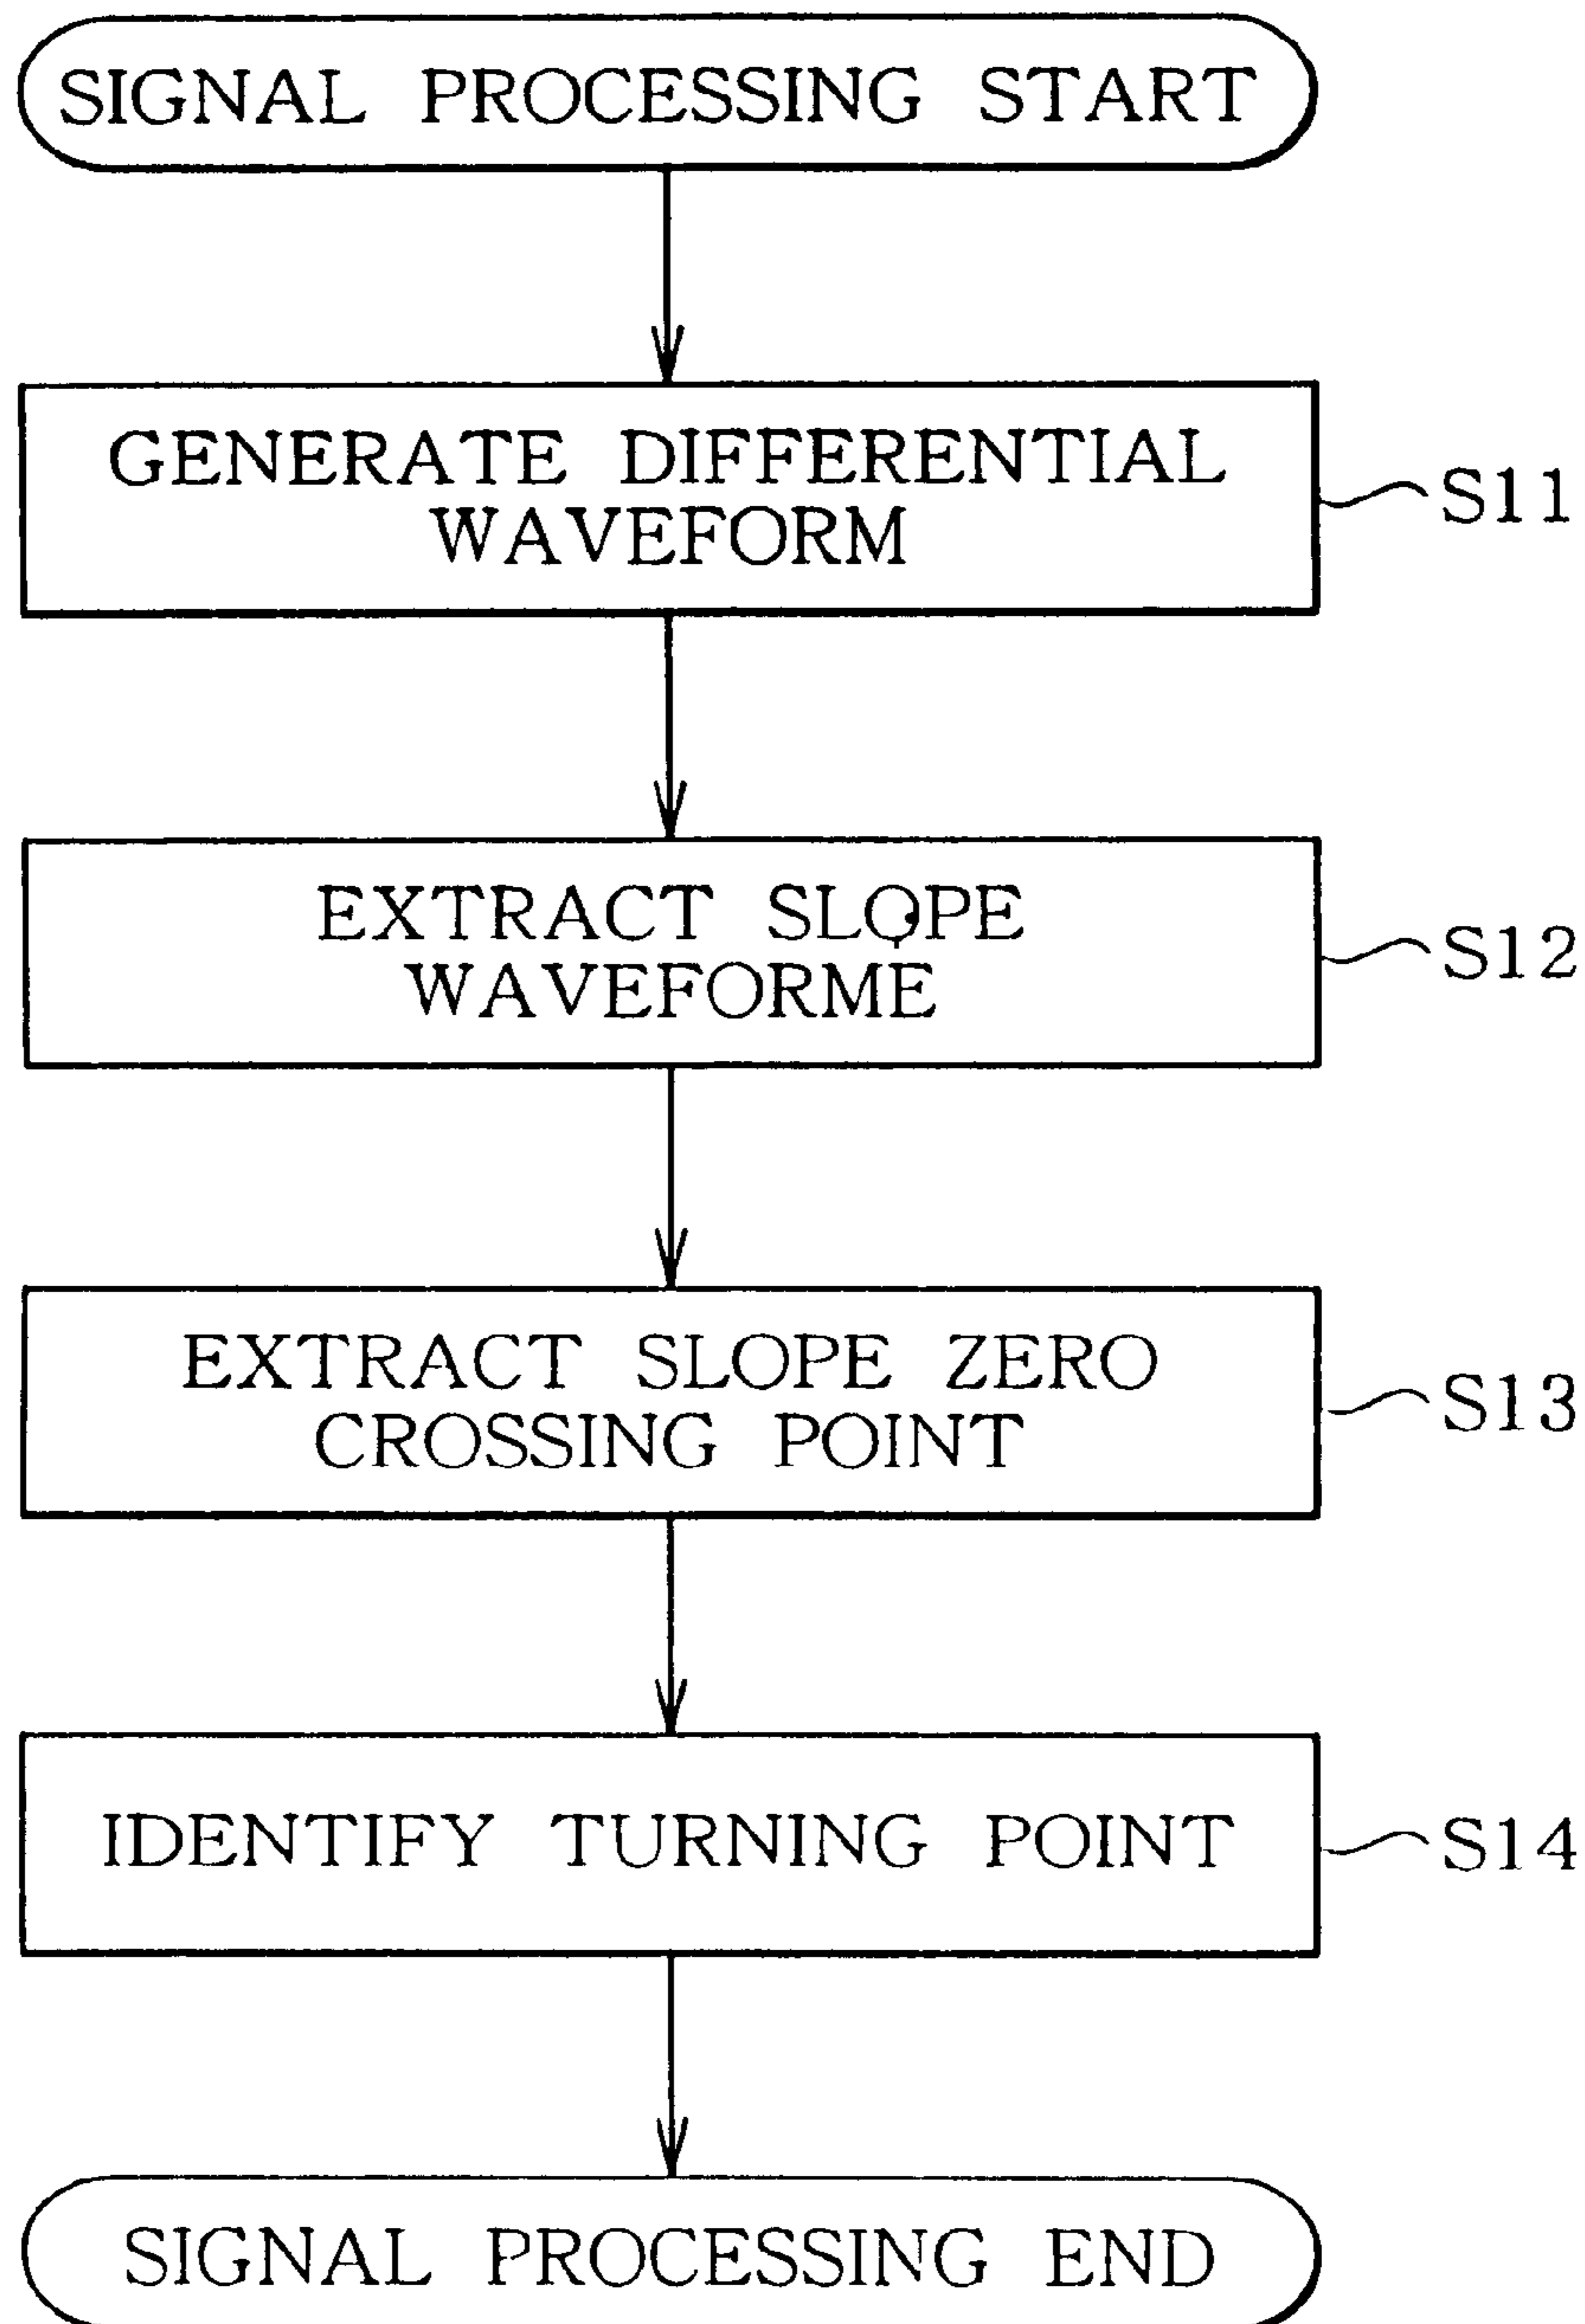 SIGNAL PROCESSING START
GENERATE DIFFERENTIAL
WAVEFORM
S11
EXTRACT SLOPE
WAVEFORME
S12
EXTRACT SLOPE ZERO
CROSSING POINT
S13
IDENTIFY TURNING POINT
S14
SIGNAL PROCESSING END